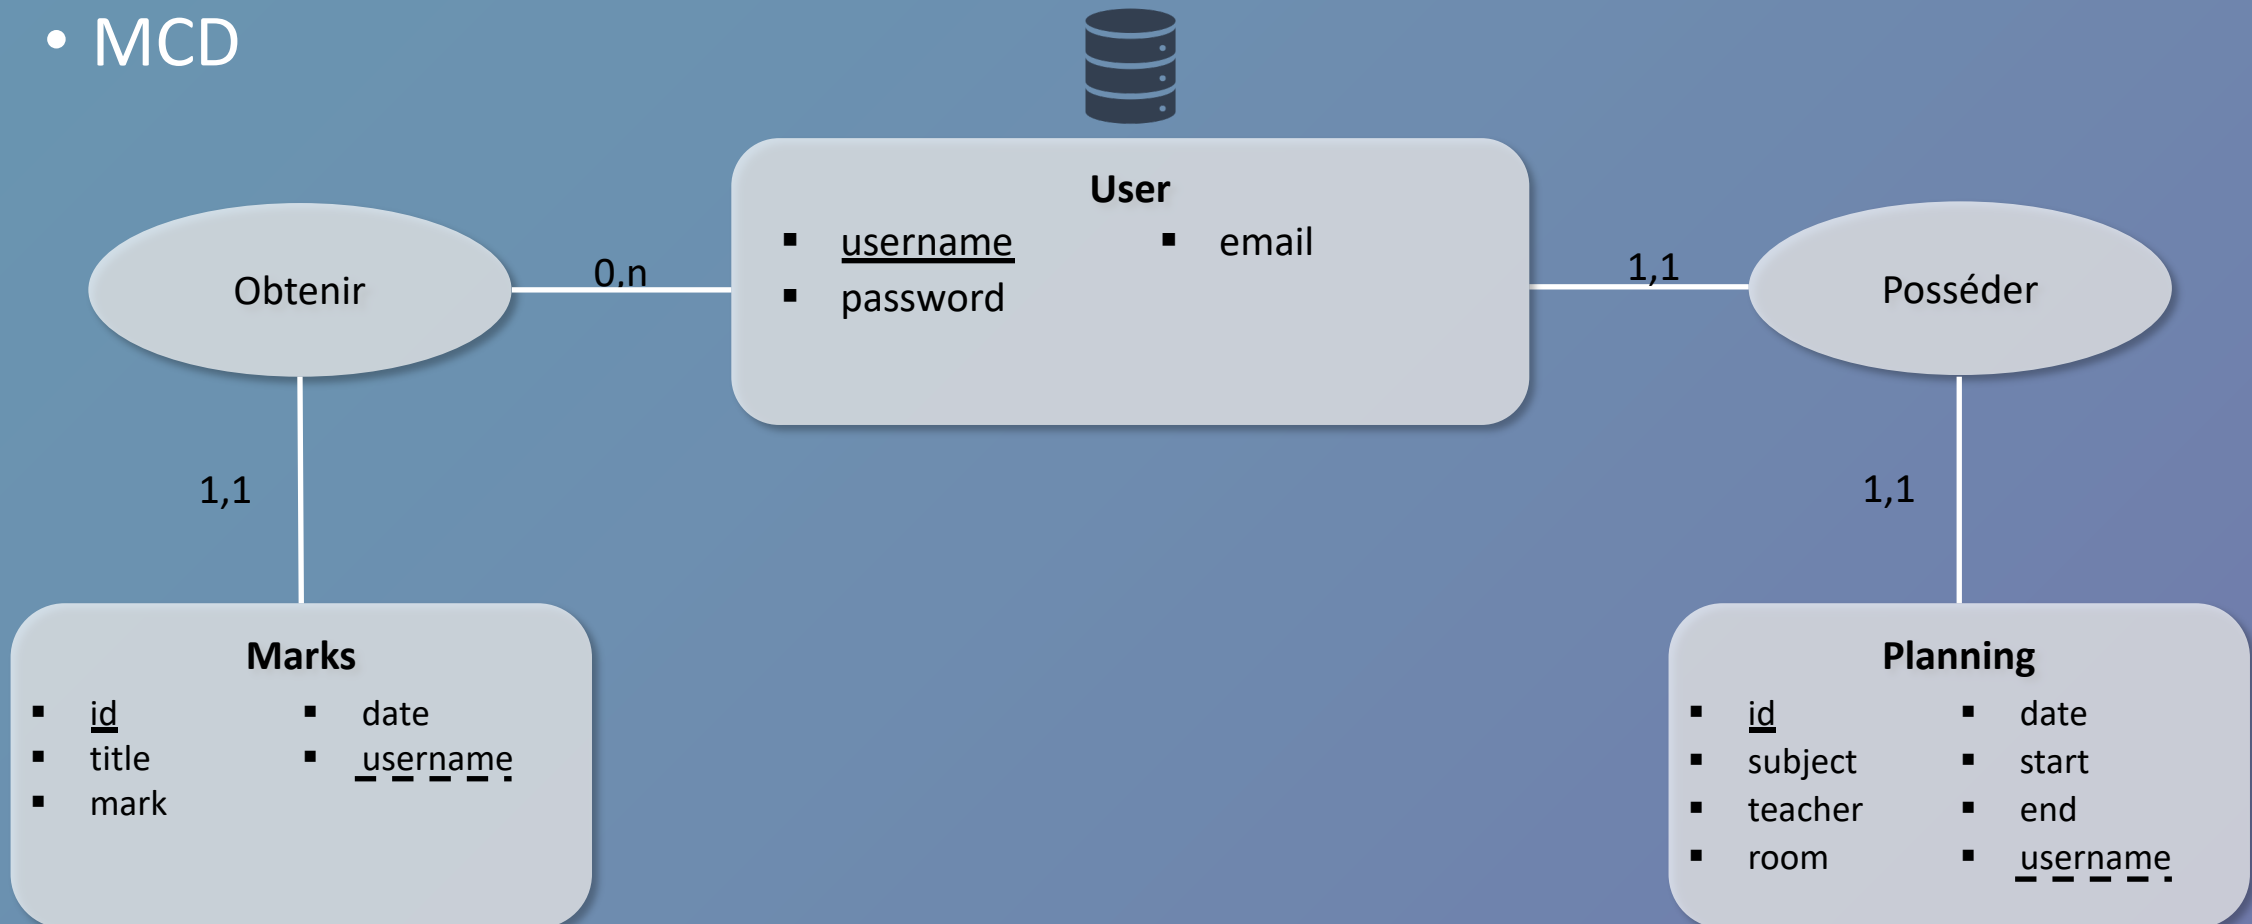 • MCD
User
▪ username
▪ email
▪ password
Obtenir
0,n
1,1
Posséder
1,1
1,1
Marks
▪ id
▪ title
▪ mark
▪ date
▪ username
Planning
▪ id
▪ subject
▪ teacher
▪ room
▪ date
▪ start
▪ end
▪ username